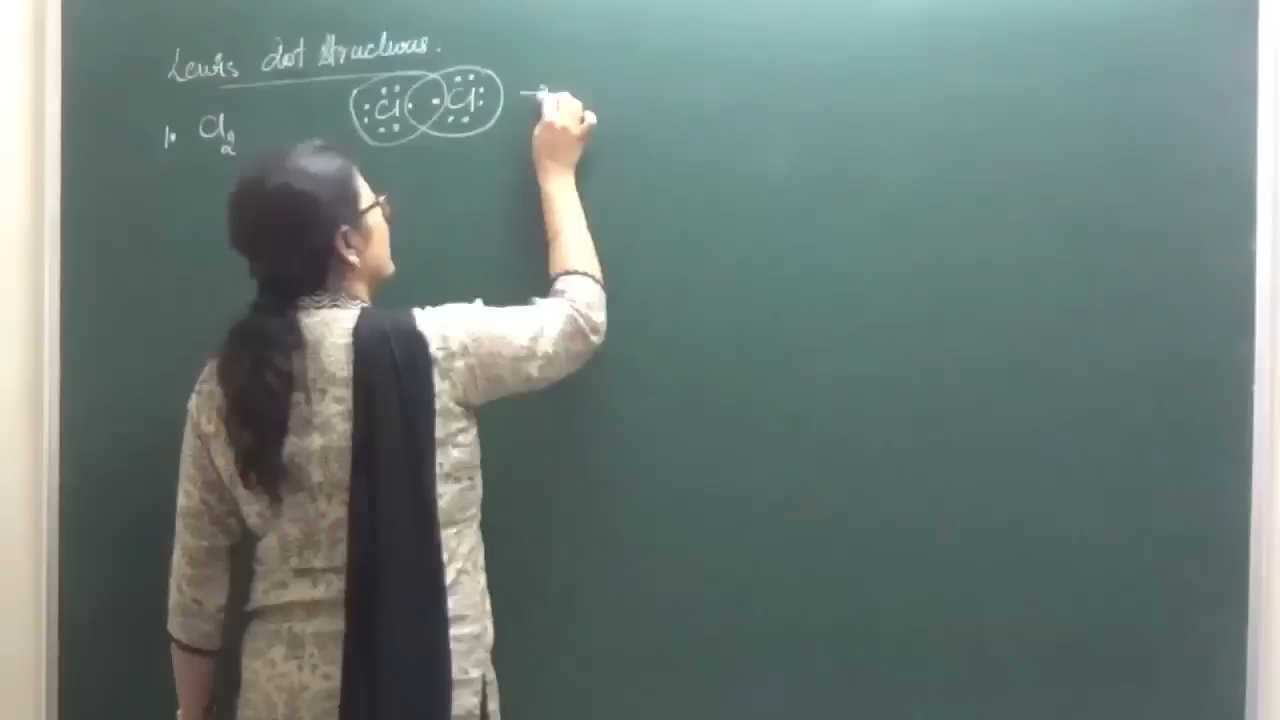 Lewis dot structures.
1. Cl2 Cl Cl →